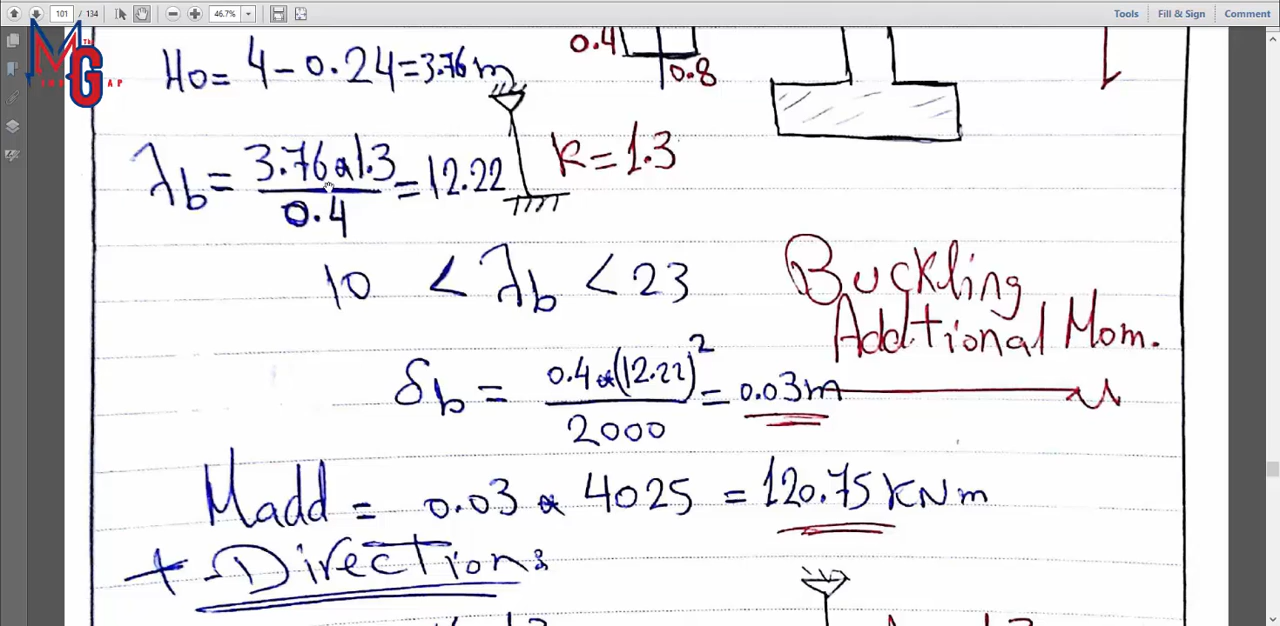 101 / 134
46.7%
Tools
Fill & Sign
Comment
MG
Ho = 4 - 0.24 = 3.76 m
0.4
0.8
λb = 3.76 * 1.3 / 0.4 = 12.22
K = 1.3
10 < λb < 23
Buckling
Additional Mom.
δb = 0.4 * (12.22)² / 2000 = 0.03 m
Madd = 0.03 * 4025 = 120.75 KNm
+ Directions